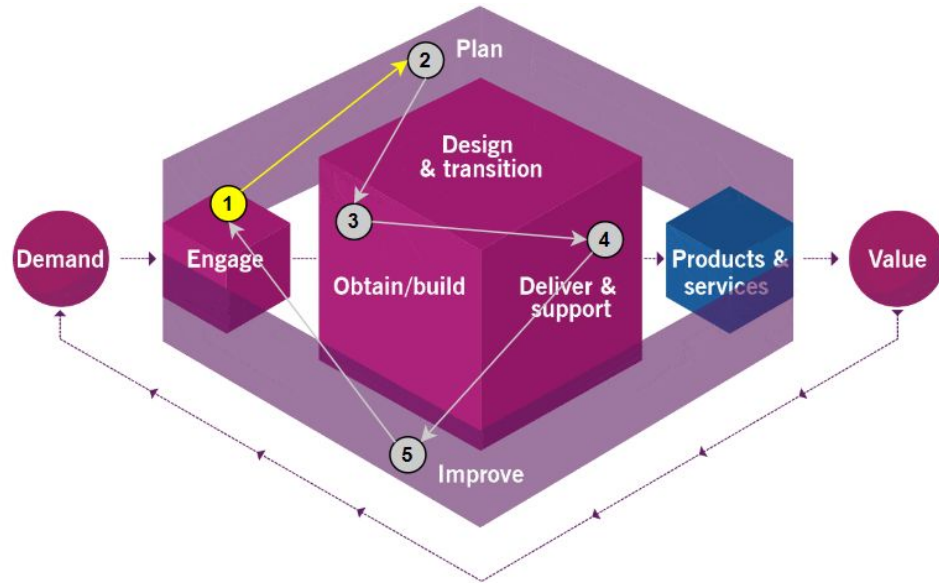 2
Plan
Design
& transition
1
3
4
Demand
Engage
Obtain/build
Deliver &
support
Products &
services
Value
5
Improve